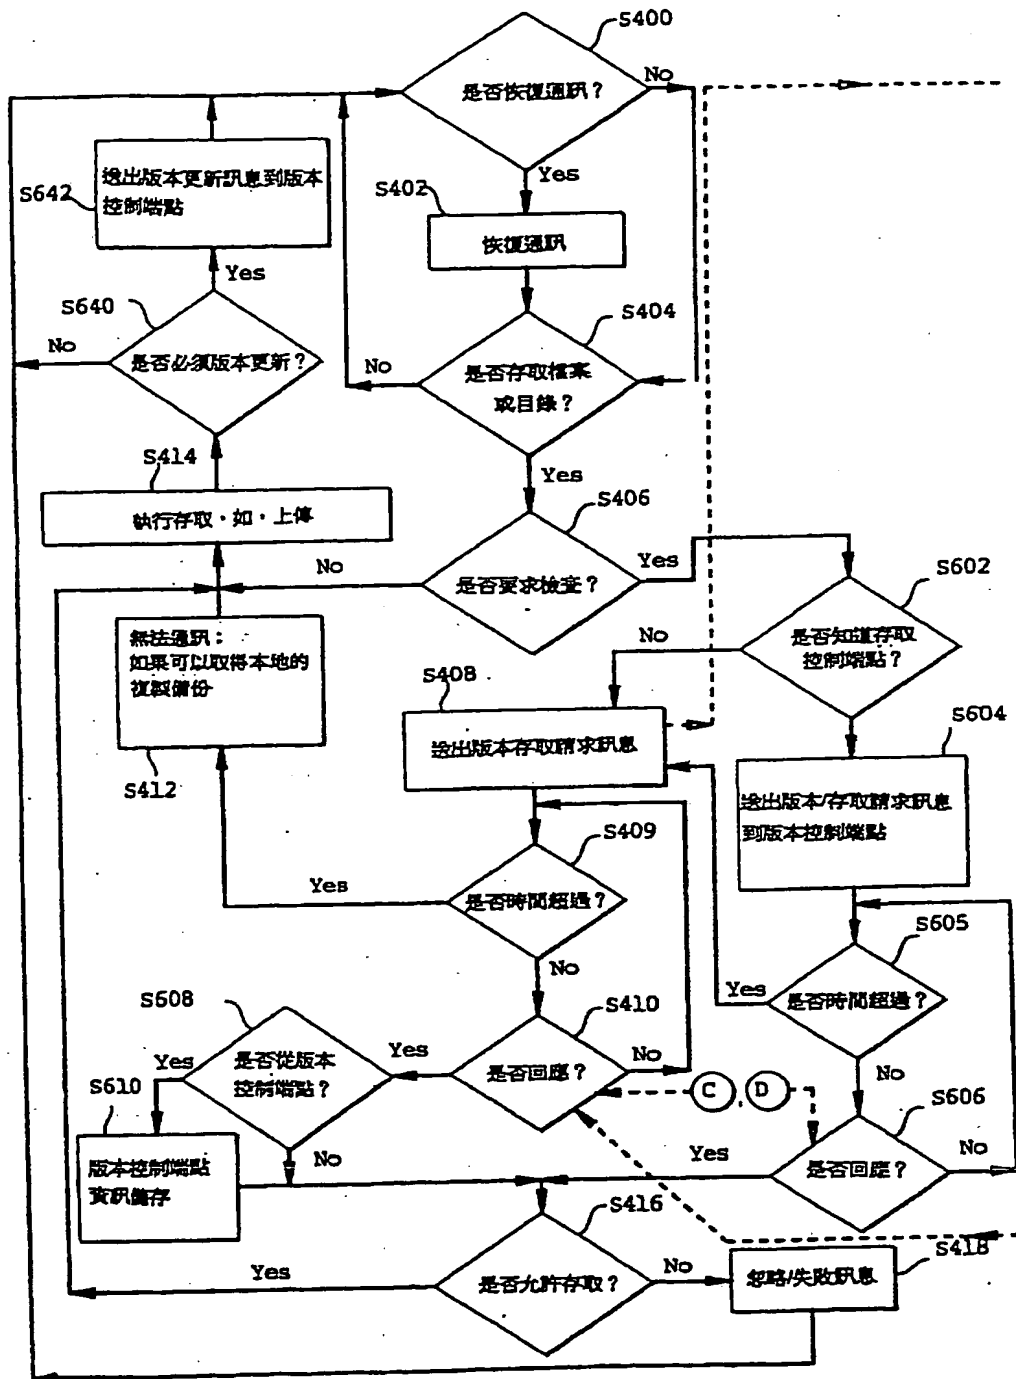 S400
是否恢復通訊？
No
Yes
S402
恢復通訊
S642
送出版本更新訊息到版本
控制端點
Yes
S640
No
是否必須版本更新？
S404
No
是否存取檔案
或目錄？
Yes
S414
執行存取，如，上傳
S406
No
是否要求檢查？
Yes
S602
No
是否知道存取
控制端點？
無法通訊：
如果可以取得本地的
複製備份
S412
S408
送出版本存取請求訊息
S604
送出版本/存取請求訊息
到版本控制端點
S409
Yes
是否時間超過？
No
S605
Yes
是否時間超過？
No
S608
Yes
是否從版本
控制端點？
Yes
S410
是否回應？
No
C, D
S606
S610
No
版本控制端點
資訊儲存
Yes
是否回應？
No
S416
Yes
是否允許存取？
No
S418
忽略/失敗訊息